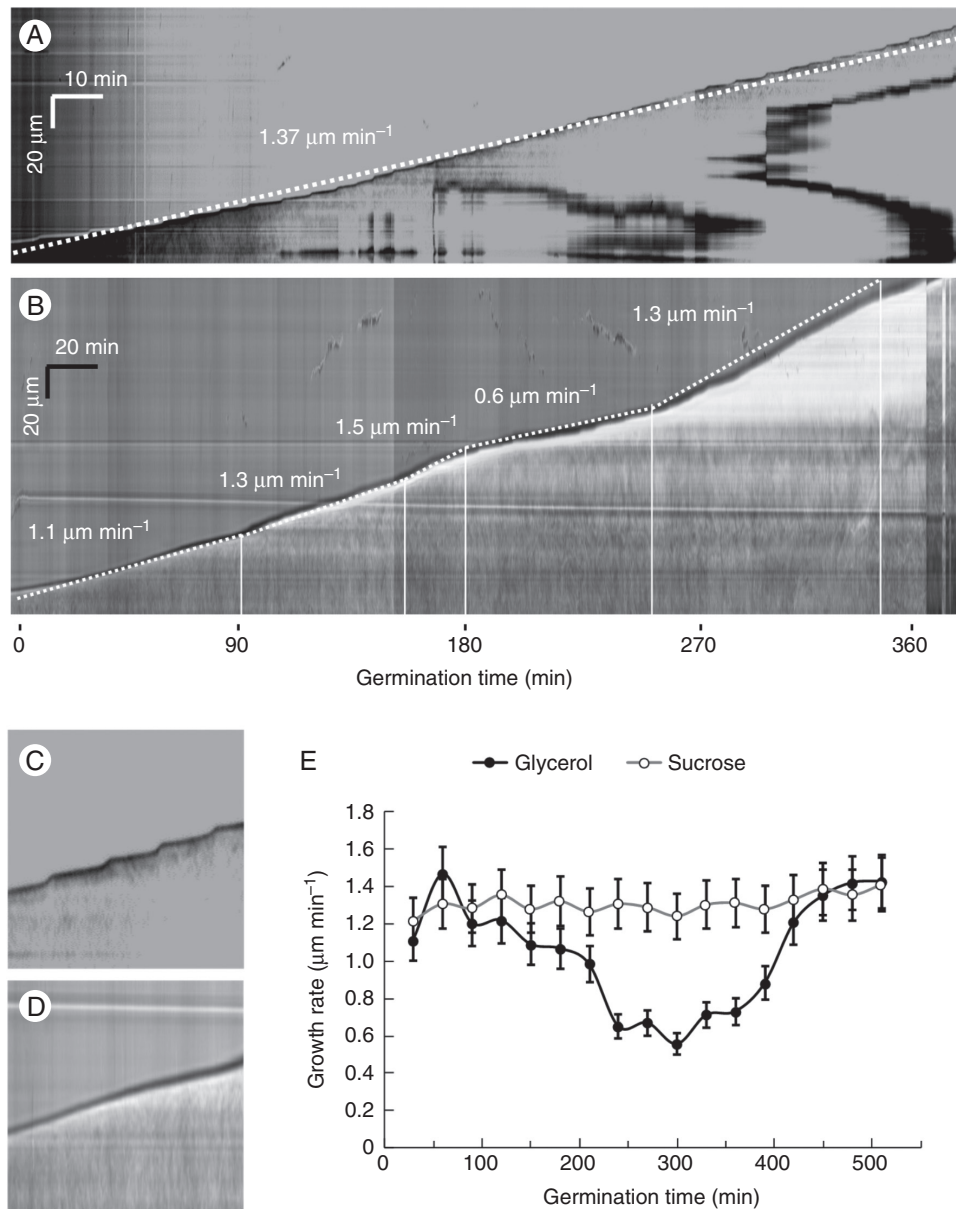 A
10 min
20 µm
1.37 µm min⁻¹
B
20 min
20 µm
1.3 µm min⁻¹
0.6 µm min⁻¹
1.5 µm min⁻¹
1.3 µm min⁻¹
1.1 µm min⁻¹
0 90 180 270 360
Germination time (min)
C
D
E
Glycerol Sucrose
1.8
1.6
1.4
1.2
1.0
0.8
0.6
0.4
0.2
0
Growth rate (µm min⁻¹)
0 100 200 300 400 500
Germination time (min)